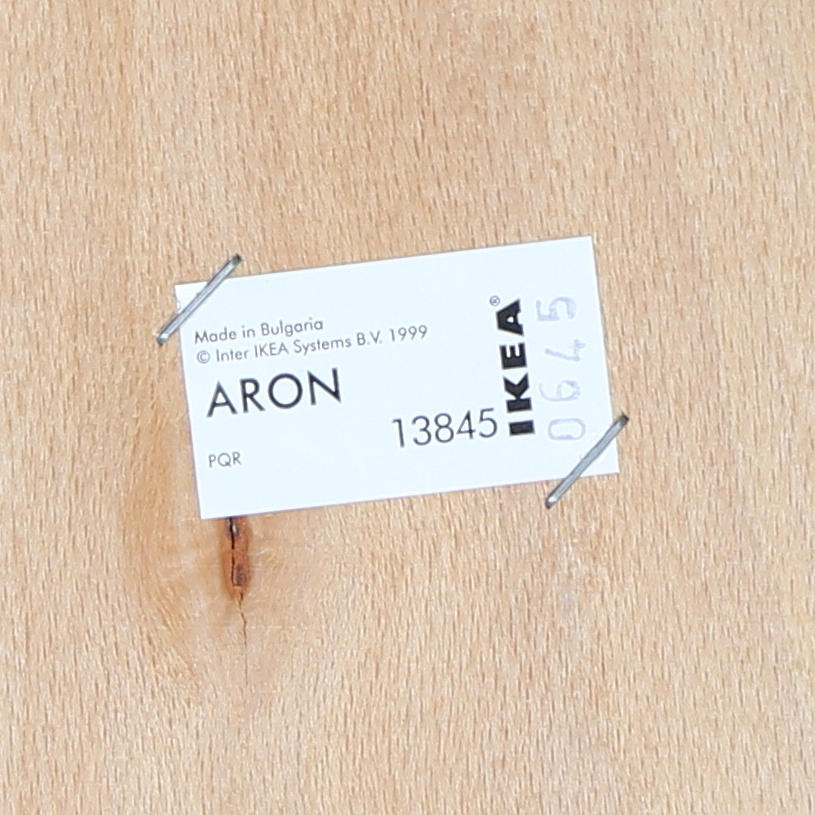 Made in Bulgaria
© Inter IKEA Systems B.V. 1999
ARON
13845
PQR
IKEA®
0645